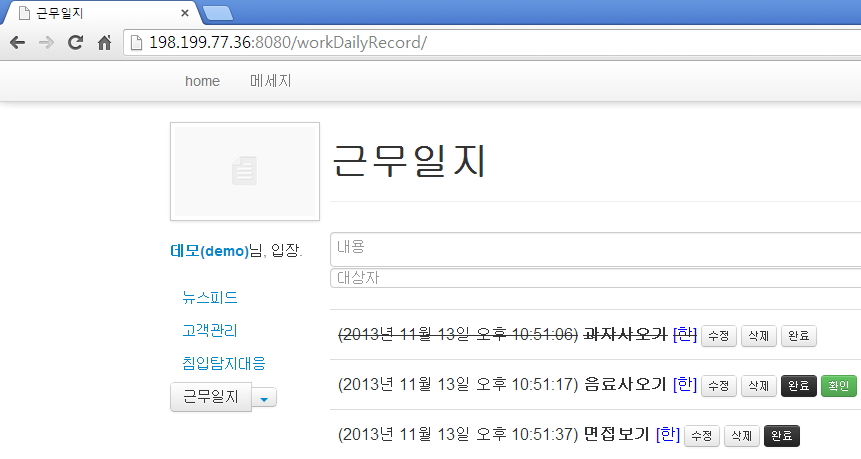 근무일지
198.199.77.36:8080/workDailyRecord/
home 메세지
근무일지
데모(demo)님, 입장.
내용
대상자
뉴스피드
고객관리
침입탐지대응
근무일지
(2013년 11월 13일 오후 10:51:06) 과자사오기 [한] 수정 삭제 완료
(2013년 11월 13일 오후 10:51:17) 음료사오기 [한] 수정 삭제 완료 확인
(2013년 11월 13일 오후 10:51:37) 면접보기 [한] 수정 삭제 완료